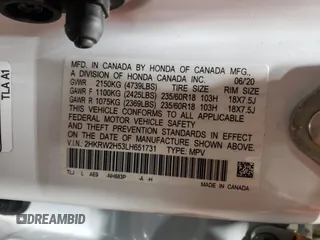 MFD. IN CANADA BY HONDA OF CANADA MFG.,
A DIVISION OF HONDA CANADA INC. 06/20
GVWR 2150KG (4739LBS) TIRE SIZE RIM SIZE
GAWR F 1100KG (2425LBS) 235/60R18 103H 18X7.5J
GAWR R 1075KG (2369LBS) 235/60R18 103H 18X7.5J
THIS VEHICLE CONFORMS TO ALL APPLICABLE
FEDERAL MOTOR VEHICLE SAFETY
STANDARDS IN EFFECT ON THE
DATE OF MANUFACTURE SHOWN ABOVE.
V.I.N. 2HKRW2H53LH651731 TYPE: MPV
TLJ L AE9 -NH883P -A -H
MADE IN CANADA
TLA A1
DREAMBID